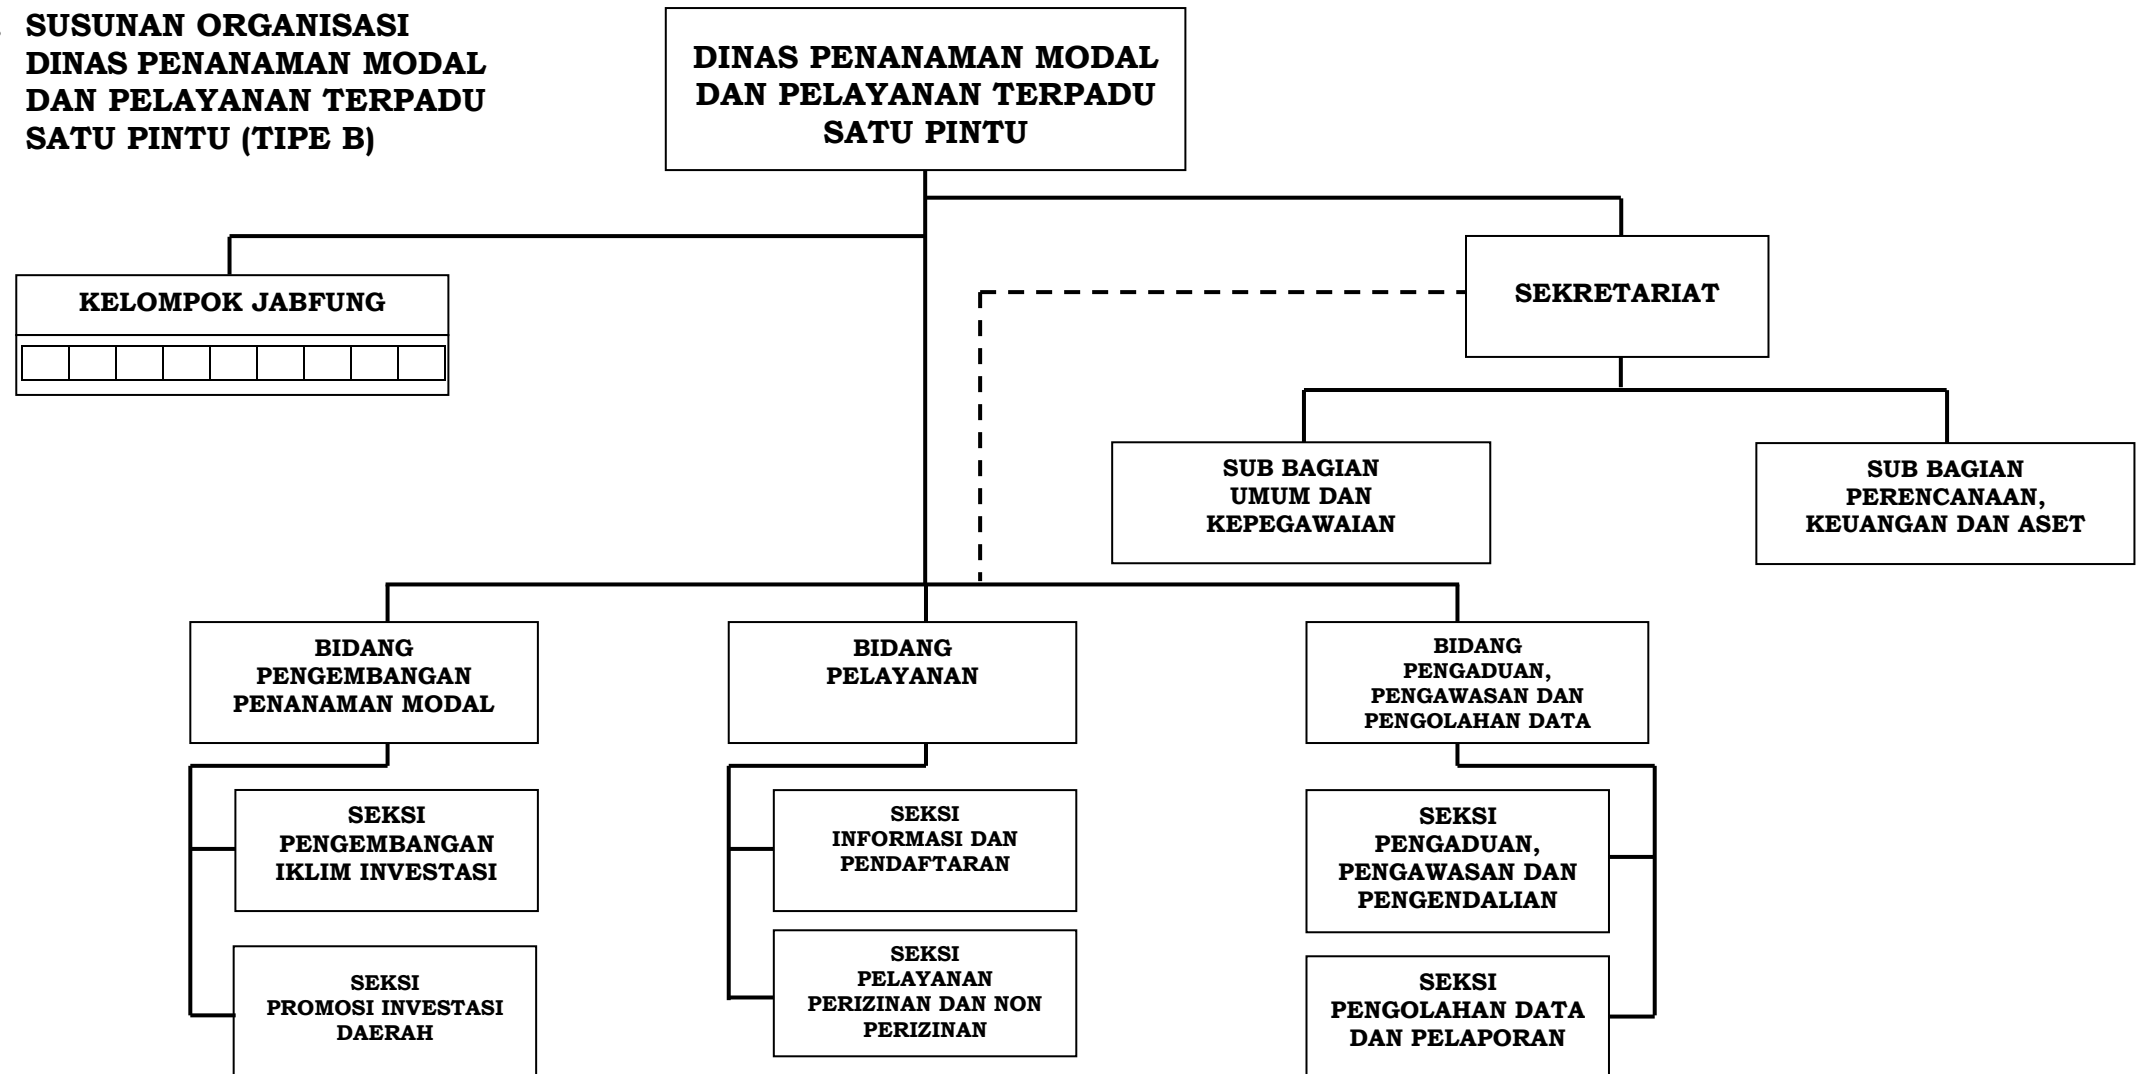 SUSUNAN ORGANISASI
DINAS PENANAMAN MODAL
DAN PELAYANAN TERPADU
SATU PINTU (TIPE B)
DINAS PENANAMAN MODAL
DAN PELAYANAN TERPADU
SATU PINTU
KELOMPOK JABFUNG
SEKRETARIAT
SUB BAGIAN
UMUM DAN
KEPEGAWAIAN
SUB BAGIAN
PERENCANAAN,
KEUANGAN DAN ASET
BIDANG
PENGEMBANGAN
PENANAMAN MODAL
BIDANG
PELAYANAN
BIDANG
PENGADUAN,
PENGAWASAN DAN
PENGOLAHAN DATA
SEKSI
PENGEMBANGAN
IKLIM INVESTASI
SEKSI
INFORMASI DAN
PENDAFTARAN
SEKSI
PENGADUAN,
PENGAWASAN DAN
PENGENDALIAN
SEKSI
PROMOSI INVESTASI
DAERAH
SEKSI
PELAYANAN
PERIZINAN DAN NON
PERIZINAN
SEKSI
PENGOLAHAN DATA
DAN PELAPORAN